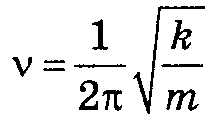 ν = 1/2π √k/m